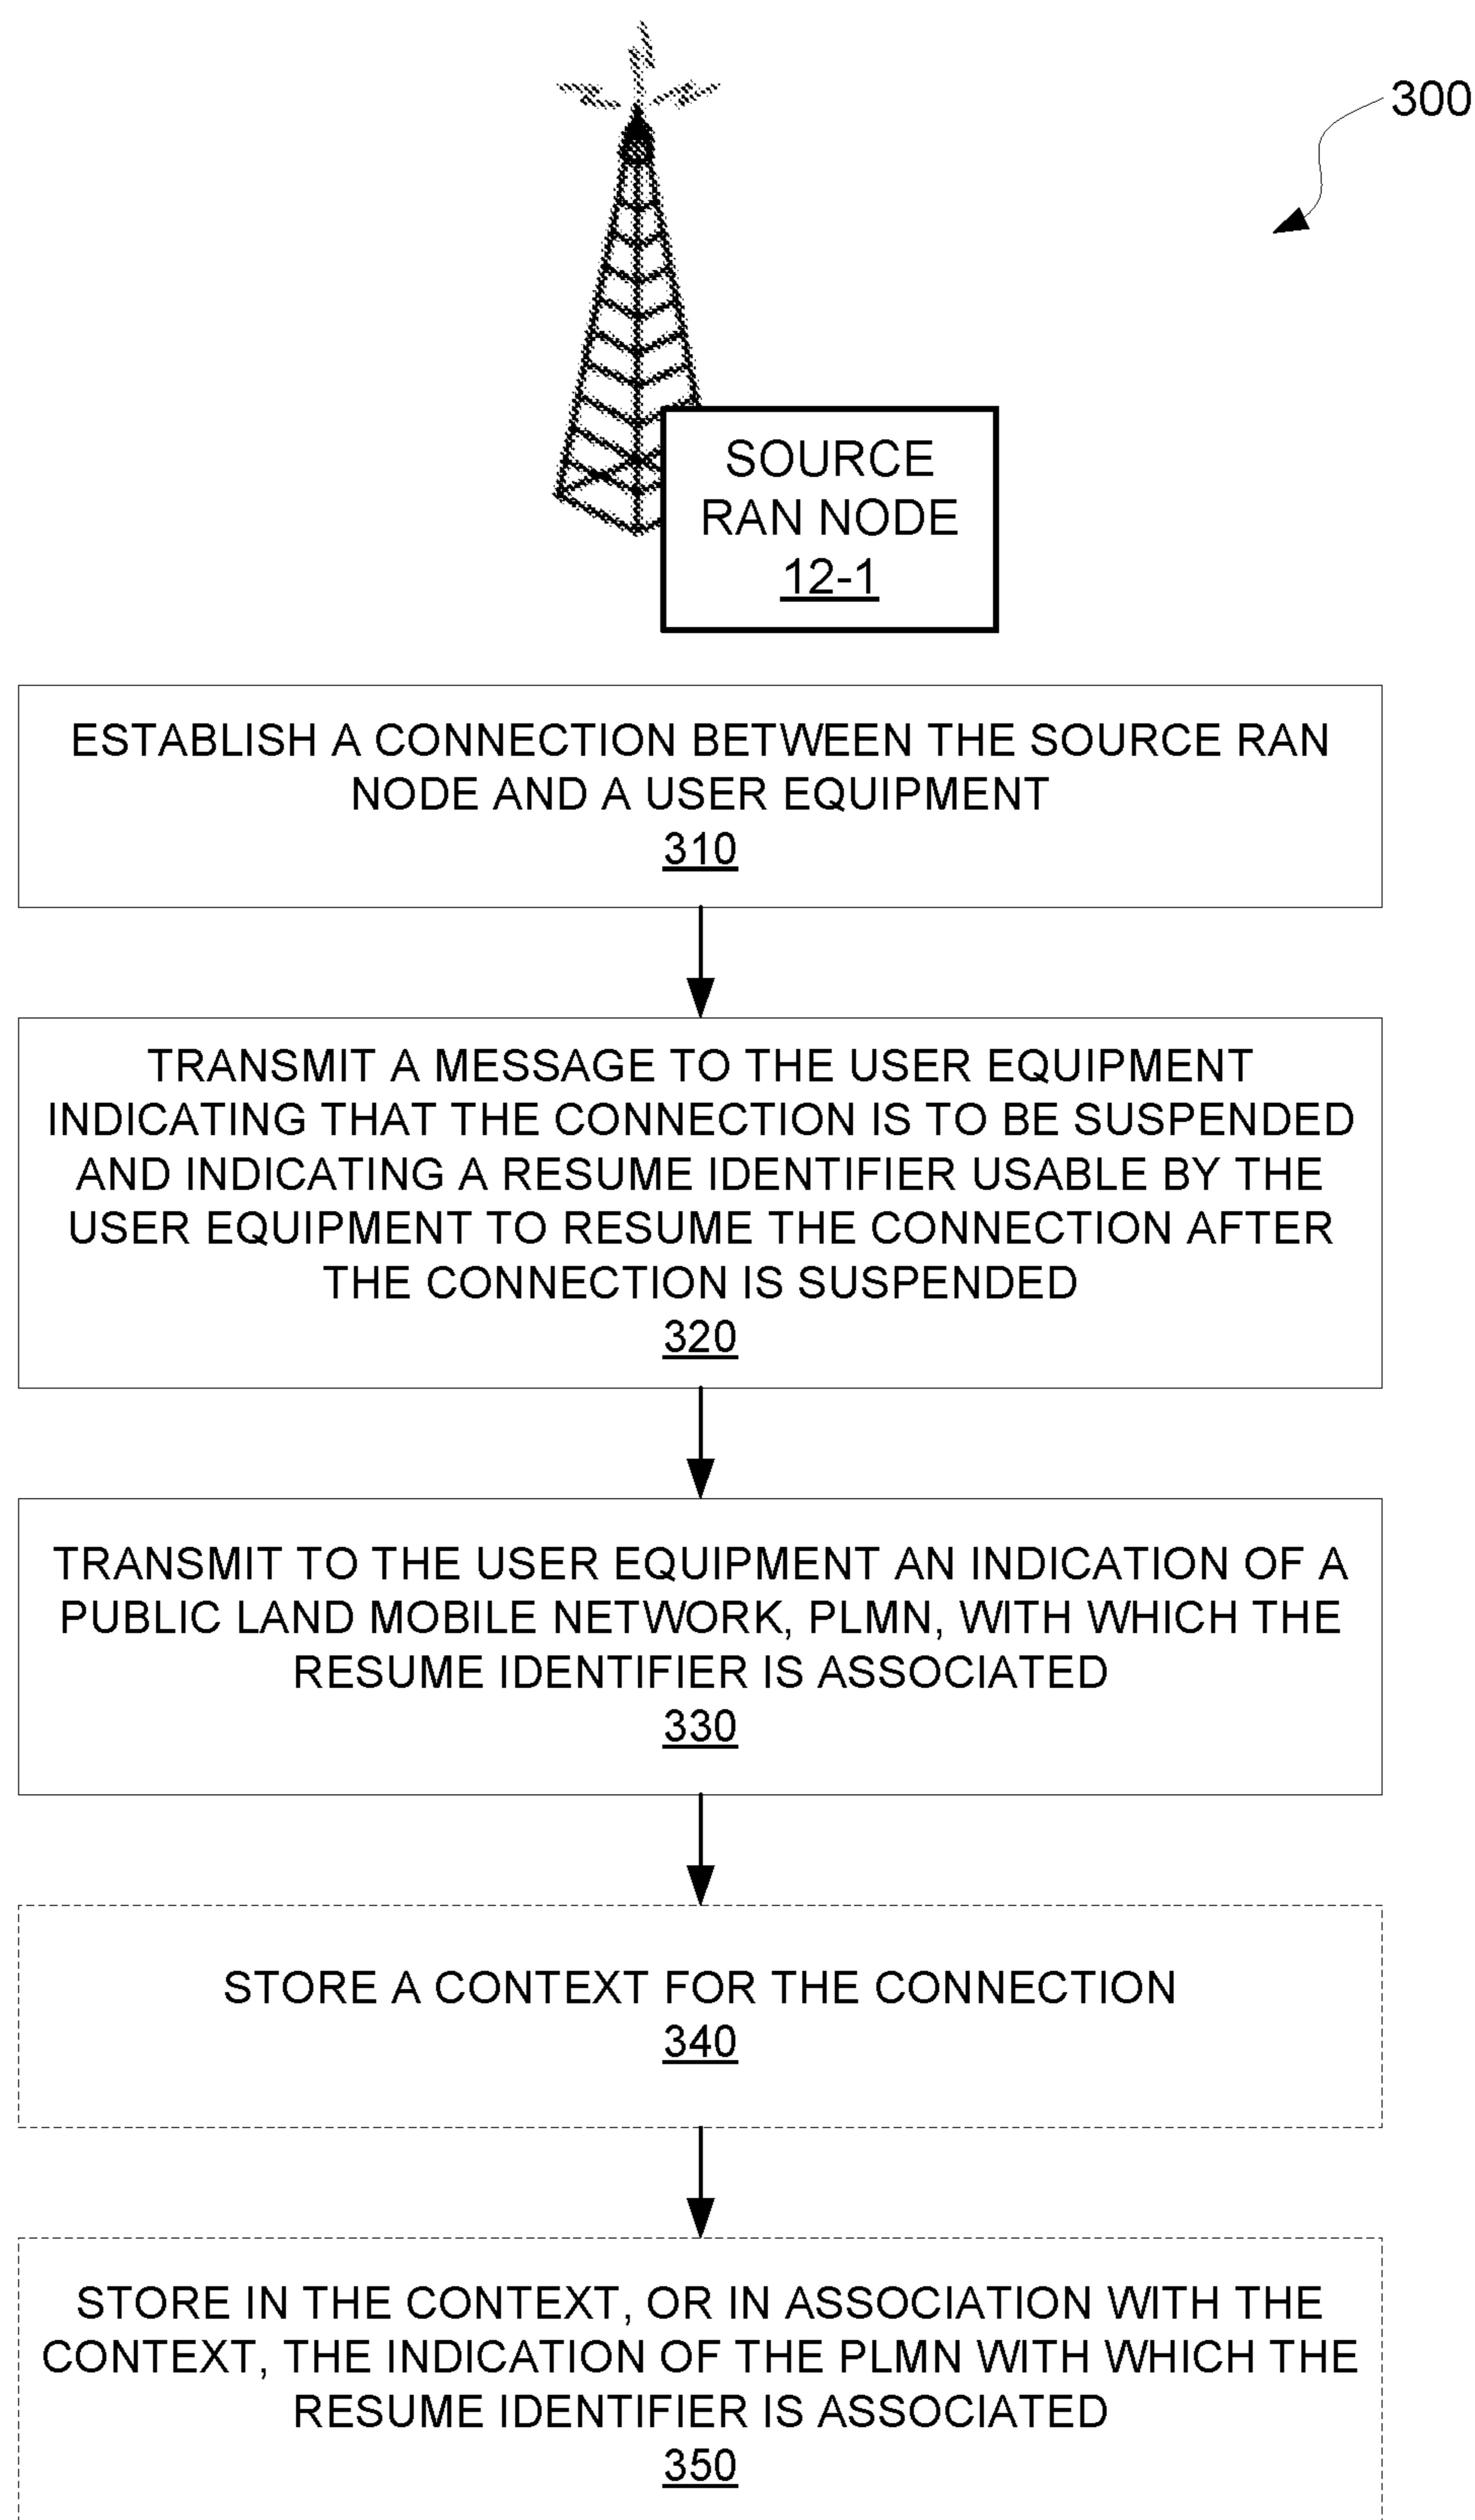 300
SOURCE
RAN NODE
12-1
ESTABLISH A CONNECTION BETWEEN THE SOURCE RAN
NODE AND A USER EQUIPMENT
310
TRANSMIT A MESSAGE TO THE USER EQUIPMENT
INDICATING THAT THE CONNECTION IS TO BE SUSPENDED
AND INDICATING A RESUME IDENTIFIER USABLE BY THE
USER EQUIPMENT TO RESUME THE CONNECTION AFTER
THE CONNECTION IS SUSPENDED
320
TRANSMIT TO THE USER EQUIPMENT AN INDICATION OF A
PUBLIC LAND MOBILE NETWORK, PLMN, WITH WHICH THE
RESUME IDENTIFIER IS ASSOCIATED
330
STORE A CONTEXT FOR THE CONNECTION
340
STORE IN THE CONTEXT, OR IN ASSOCIATION WITH THE
CONTEXT, THE INDICATION OF THE PLMN WITH WHICH THE
RESUME IDENTIFIER IS ASSOCIATED
350